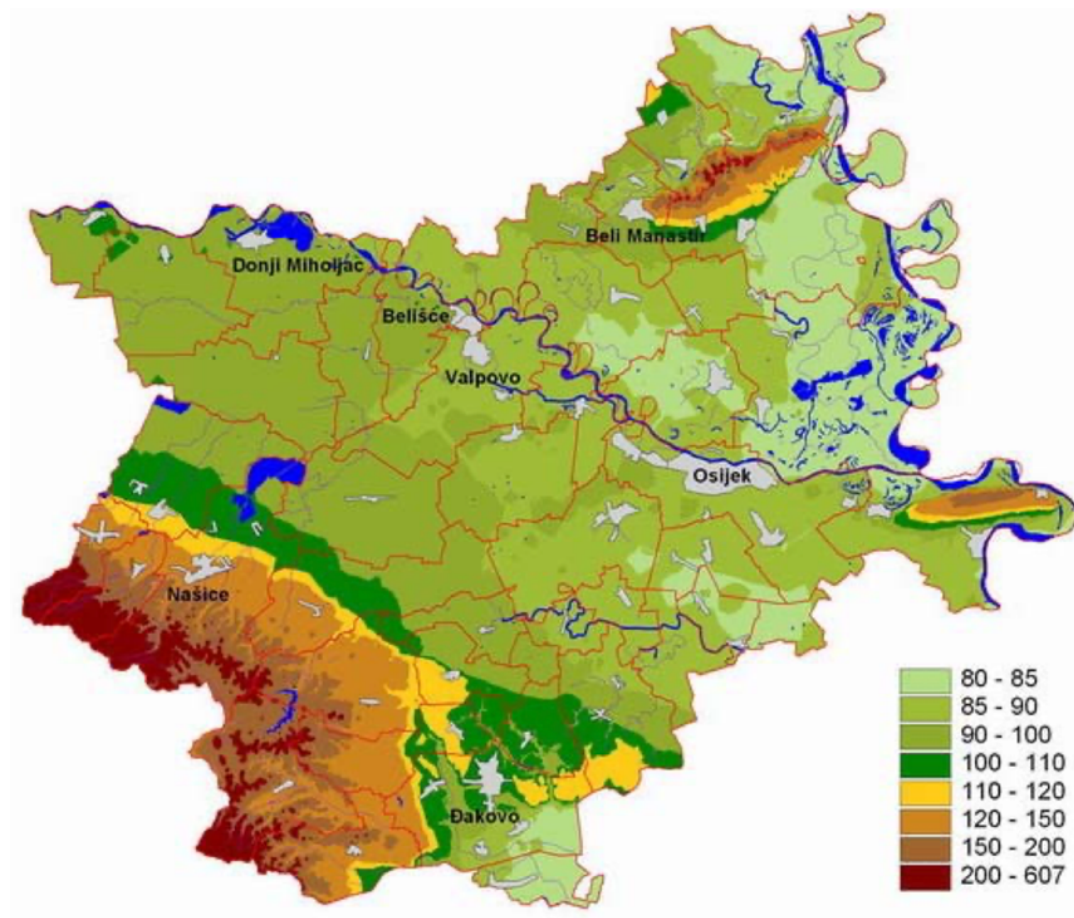 Beli Manastir
Donji Miholjac
Belišće
Valpovo
Osijek
Našice
Đakovo
80 - 85
85 - 90
90 - 100
100 - 110
110 - 120
120 - 150
150 - 200
200 - 607